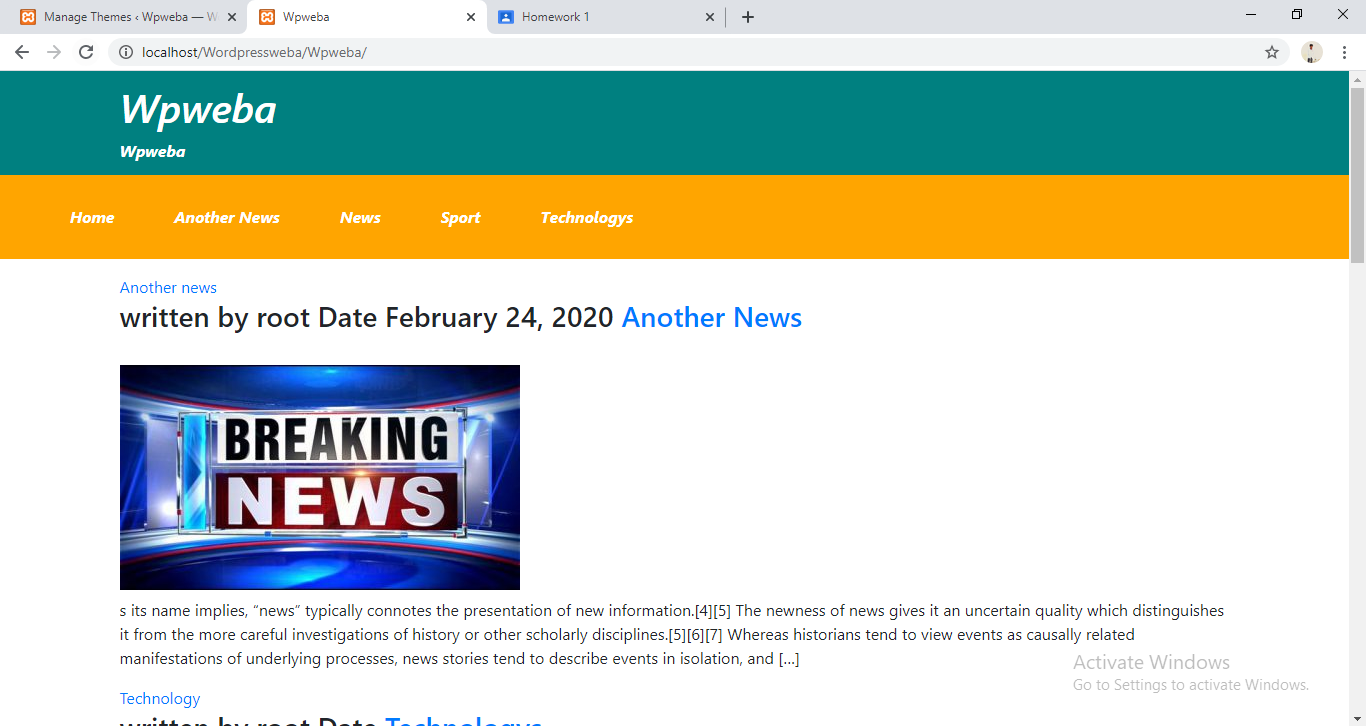 Manage Themes ‹ Wpweba — W
Wpweba
Homework 1
localhost/Wordpressweba/Wpweba/
Wpweba
Wpweba
Home Another News News Sport Technologys
Another news
written by root Date February 24, 2020 Another News
BREAKING
NEWS
s its name implies, “news” typically connotes the presentation of new information.[4][5] The newness of news gives it an uncertain quality which distinguishes
it from the more careful investigations of history or other scholarly disciplines.[5][6][7] Whereas historians tend to view events as causally related
manifestations of underlying processes, news stories tend to describe events in isolation, and […]
Activate Windows
Go to Settings to activate Windows.
Technology
written by root Date Technologys